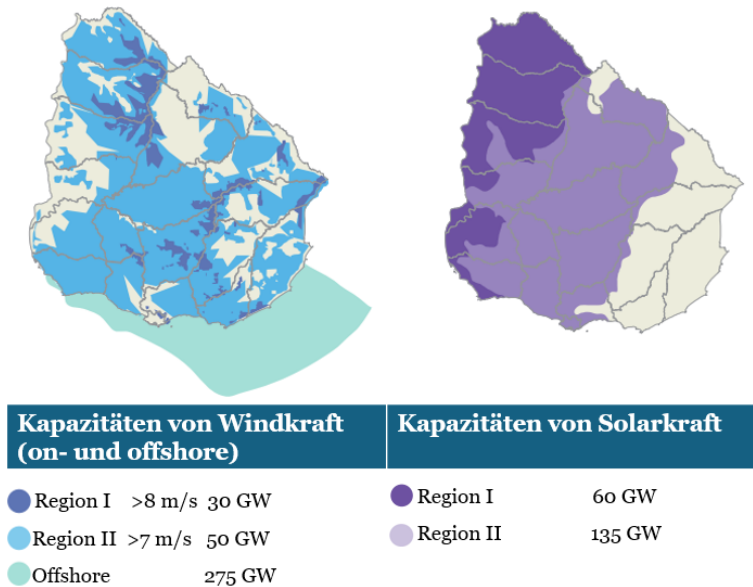 Kapazitäten von Windkraft
(on- und offshore)
Kapazitäten von Solarkraft
Region I >8 m/s 30 GW
Region II >7 m/s 50 GW
Offshore 275 GW
Region I 60 GW
Region II 135 GW